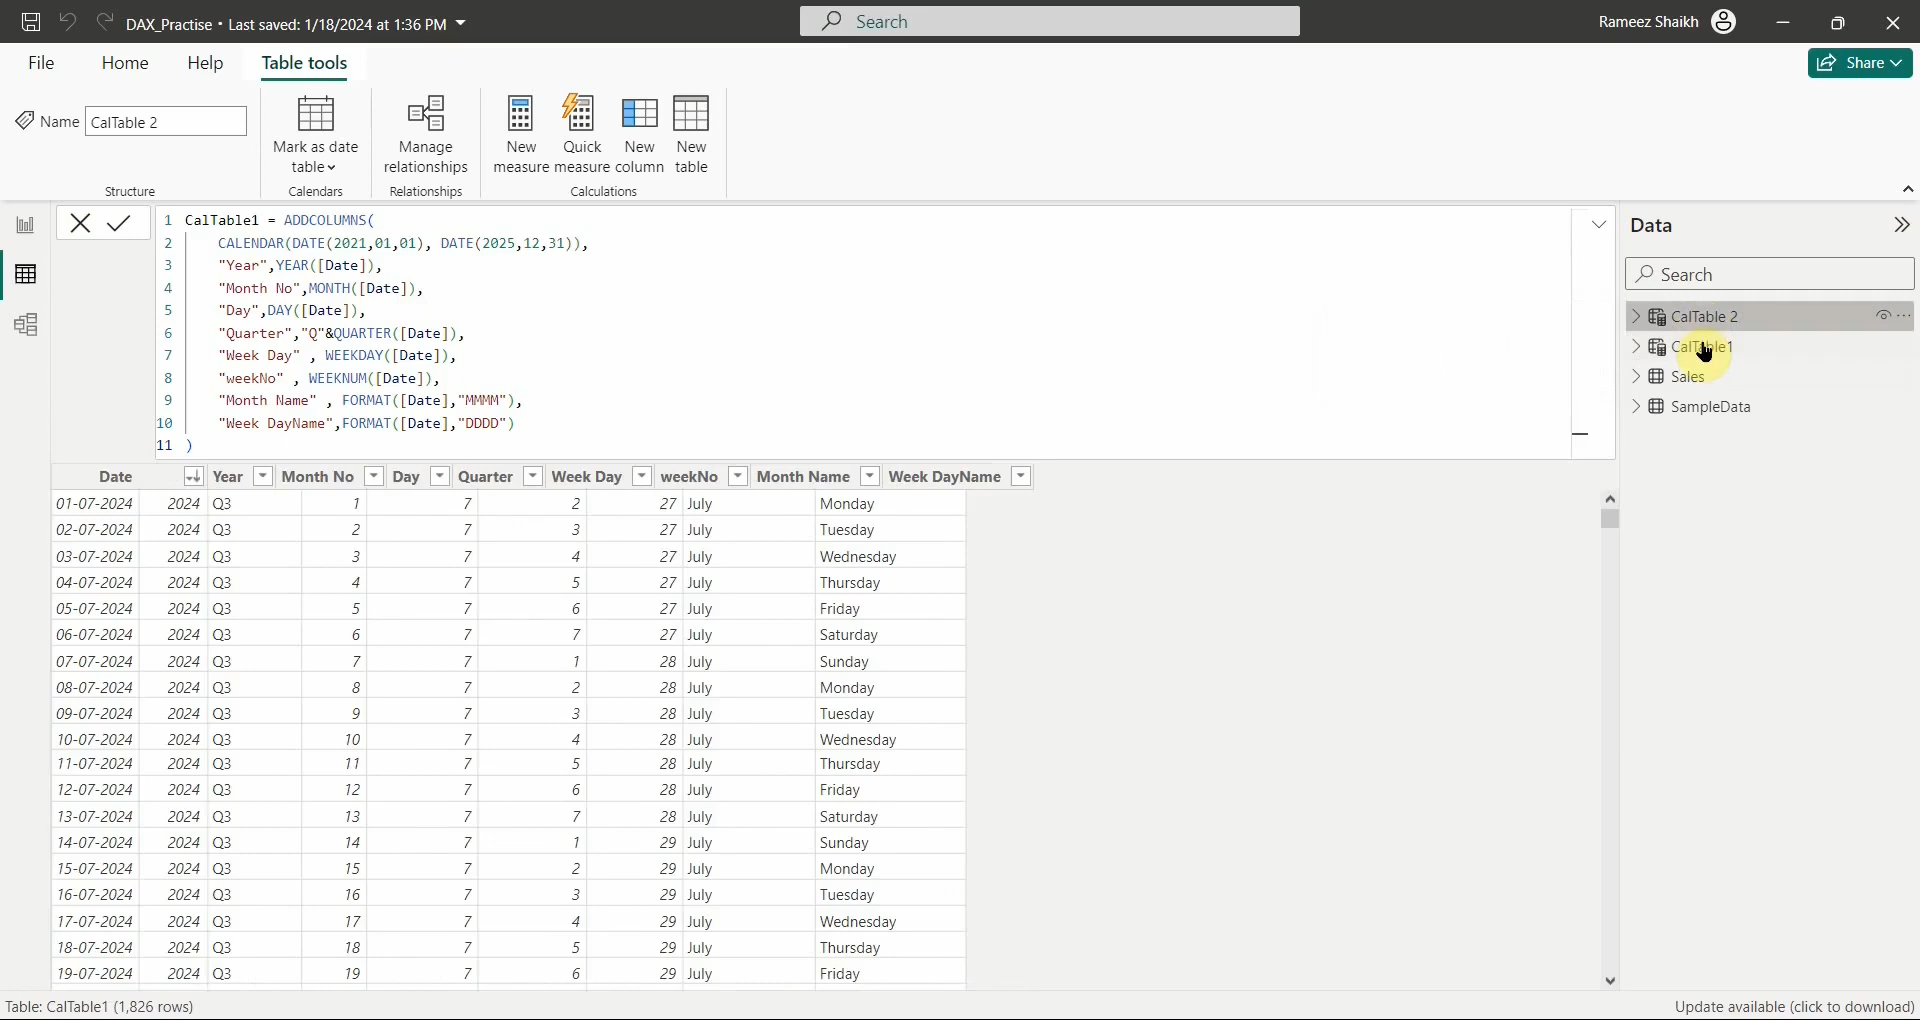 DAX_Practise • Last saved: 1/18/2024 at 1:36 PM
Search
Rameez Shaikh
File
Home
Help
Table tools
Share
Name
CalTable 2
Mark as date
table
Manage
relationships
New
measure
Quick
measure
New
column
New
table
Structure
Calendars
Relationships
Calculations
1 CalTable1 = ADDCOLUMNS(
2 CALENDAR(DATE(2021,01,01), DATE(2025,12,31)),
3 "Year",YEAR([Date]),
4 "Month No",MONTH([Date]),
5 "Day",DAY([Date]),
6 "Quarter","Q"&QUARTER([Date]),
7 "Week Day" , WEEKDAY([Date]),
8 "weekNo" , WEEKNUM([Date]),
9 "Month Name" , FORMAT([Date],"MMMM"),
10 "Week DayName",FORMAT([Date],"DDDD")
11 )
Data
Search
CalTable 2
CalTable1
Sales
SampleData
Date Year Month No Day Quarter Week Day weekNo Month Name Week DayName
01-07-2024 2024 Q3 1 7 2 27 July Monday
02-07-2024 2024 Q3 2 7 3 27 July Tuesday
03-07-2024 2024 Q3 3 7 4 27 July Wednesday
04-07-2024 2024 Q3 4 7 5 27 July Thursday
05-07-2024 2024 Q3 5 7 6 27 July Friday
06-07-2024 2024 Q3 6 7 7 27 July Saturday
07-07-2024 2024 Q3 7 7 1 28 July Sunday
08-07-2024 2024 Q3 8 7 2 28 July Monday
09-07-2024 2024 Q3 9 7 3 28 July Tuesday
10-07-2024 2024 Q3 10 7 4 28 July Wednesday
11-07-2024 2024 Q3 11 7 5 28 July Thursday
12-07-2024 2024 Q3 12 7 6 28 July Friday
13-07-2024 2024 Q3 13 7 7 28 July Saturday
14-07-2024 2024 Q3 14 7 1 29 July Sunday
15-07-2024 2024 Q3 15 7 2 29 July Monday
16-07-2024 2024 Q3 16 7 3 29 July Tuesday
17-07-2024 2024 Q3 17 7 4 29 July Wednesday
18-07-2024 2024 Q3 18 7 5 29 July Thursday
19-07-2024 2024 Q3 19 7 6 29 July Friday
Table: CalTable1 (1,826 rows)
Update available (click to download)